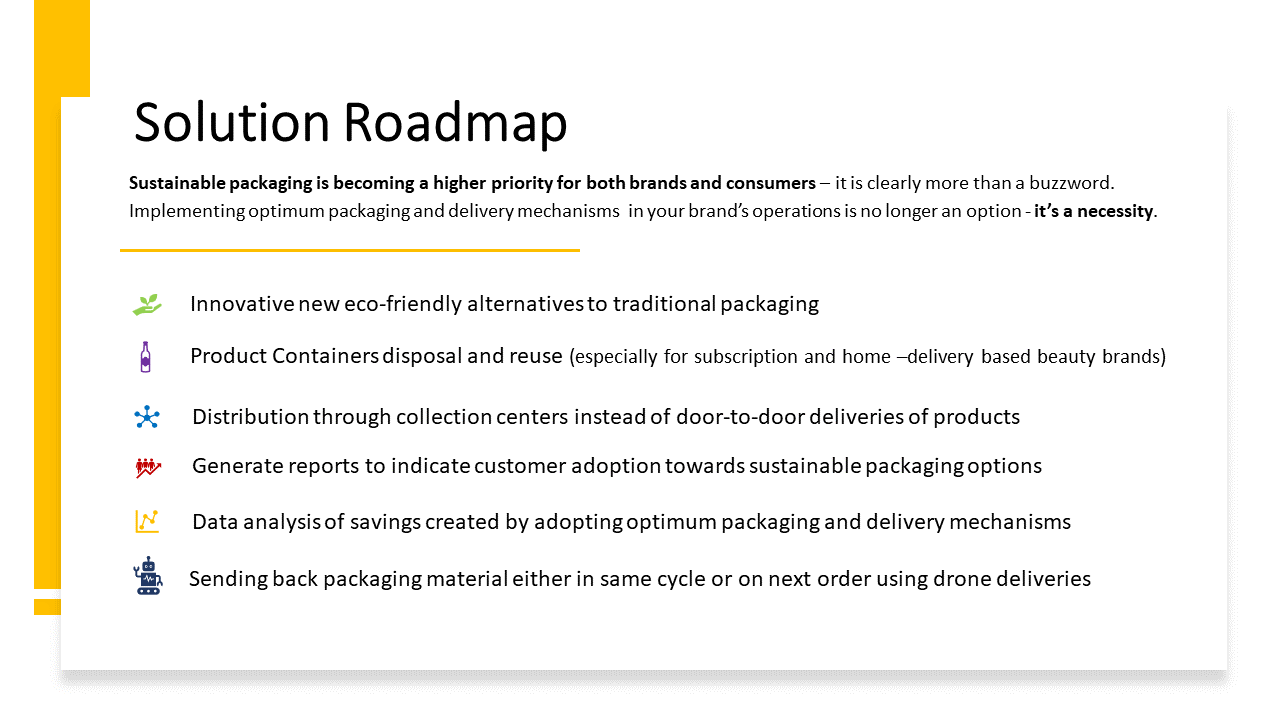 Solution Roadmap
Sustainable packaging is becoming a higher priority for both brands and consumers – it is clearly more than a buzzword.
Implementing optimum packaging and delivery mechanisms  in your brand’s operations is no longer an option - it’s a necessity.
Innovative new eco-friendly alternatives to traditional packaging
Product Containers disposal and reuse (especially for subscription and home –delivery based beauty brands)
Distribution through collection centers instead of door-to-door deliveries of products
Generate reports to indicate customer adoption towards sustainable packaging options
Data analysis of savings created by adopting optimum packaging and delivery mechanisms
Sending back packaging material either in same cycle or on next order using drone deliveries